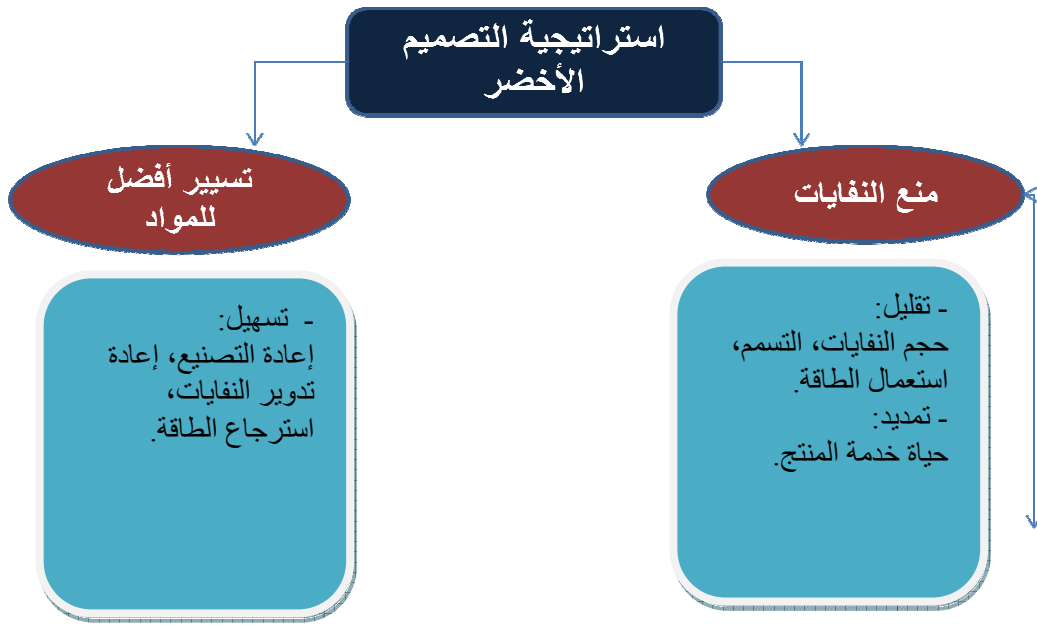 استراتيجية التصميم
الأخضر
منع النفايات
تسيير أفضل
للمواد
- تقليل:
حجم النفايات، التسمم،
استعمال الطاقة.
- تمديد:
حياة خدمة المنتج.
- تسهيل:
إعادة التصنيع، إعادة
تدوير النفايات،
استرجاع الطاقة.